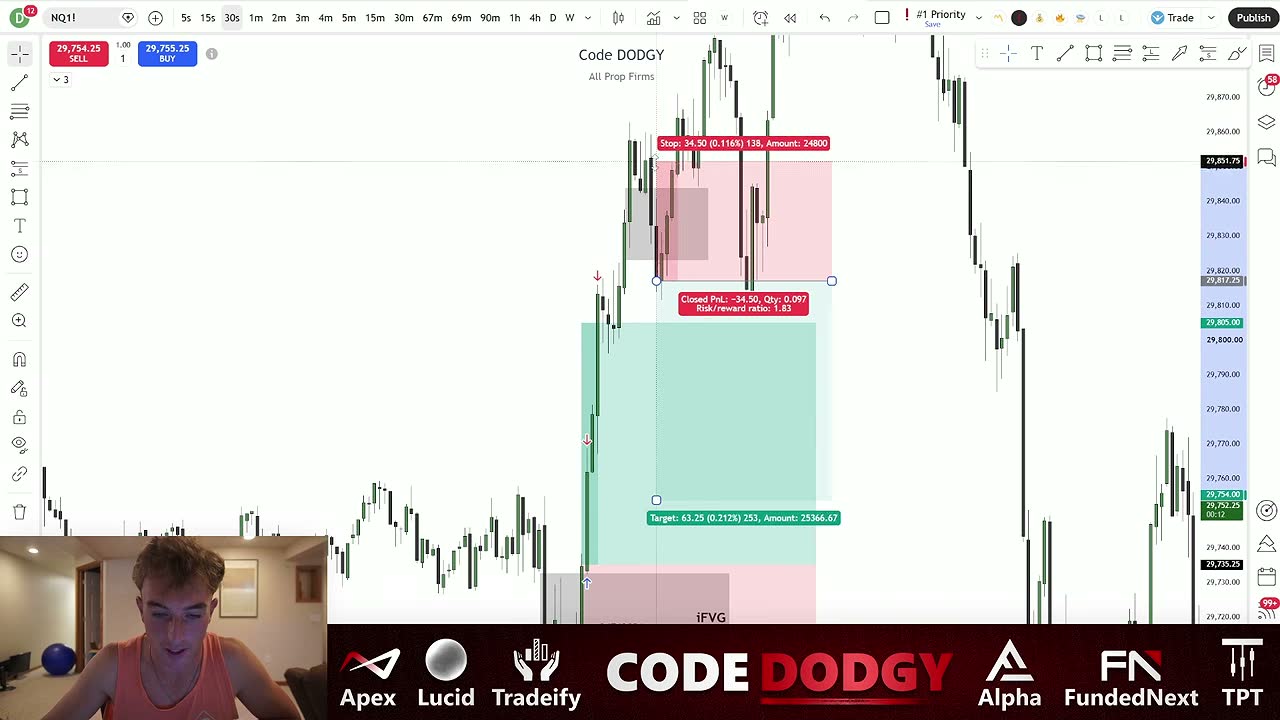 D 12
NQ1!
5s 15s 30s 1m 2m 3m 4m 5m 15m 30m 67m 69m 90m 1h 4h D W
W
#1 Priority
Save
L L
Trade
Publish
29,754.25
SELL
1.00
1
29,755.25
BUY
3
Code DODGY
All Prop Firms
58
Stop: 34.50 (0.116%) 138, Amount: 24800
Closed PnL: −34.50, Qty: 0.097
Risk/reward ratio: 1.83
Target: 63.25 (0.212%) 253, Amount: 25366.67
iFVG
29,870.00
29,860.00
29,851.75
29,840.00
29,830.00
29,820.00
29,817.25
29,810.00
29,805.00
29,800.00
29,790.00
29,780.00
29,770.00
29,760.00
29,754.00
29,752.25
00:12
29,740.00
29,735.25
29,730.00
29,720.00
99+
Apex
Lucid
Tradeify
CODE DODGY
Alpha
FN
FundedNext
TPT